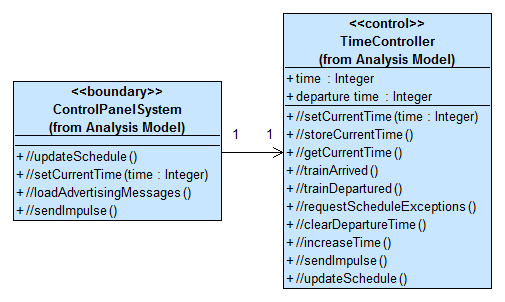 <<boundary>>
ControlPanelSystem
(from Analysis Model)
+ //updateSchedule ()
+ //setCurrentTime (time : Integer)
+ //loadAdvertisingMessages ()
+ //sendImpulse ()
1
1
<<control>>
TimeController
(from Analysis Model)
+ time : Integer
+ departure time : Integer
+ //setCurrentTime (time : Integer)
+ //storeCurrentTime ()
+ //getCurrentTime ()
+ //trainArrived ()
+ //trainDepartured ()
+ //requestScheduleExceptions ()
+ //clearDepartureTime ()
+ //increaseTime ()
+ //sendImpulse ()
+ //updateSchedule ()